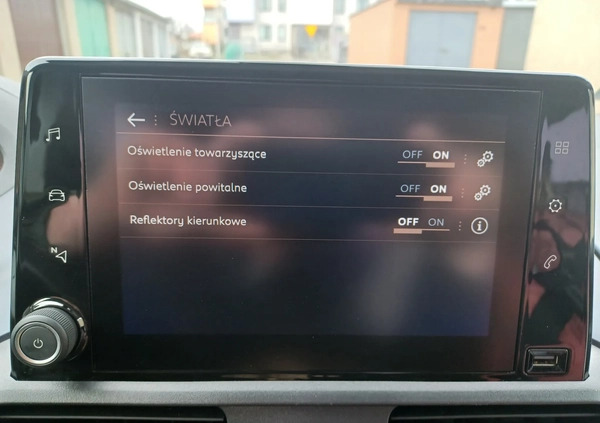 ŚWIATŁA
Oświetlenie towarzyszące OFF ON
Oświetlenie powitalne OFF ON
Reflektory kierunkowe OFF ON
N